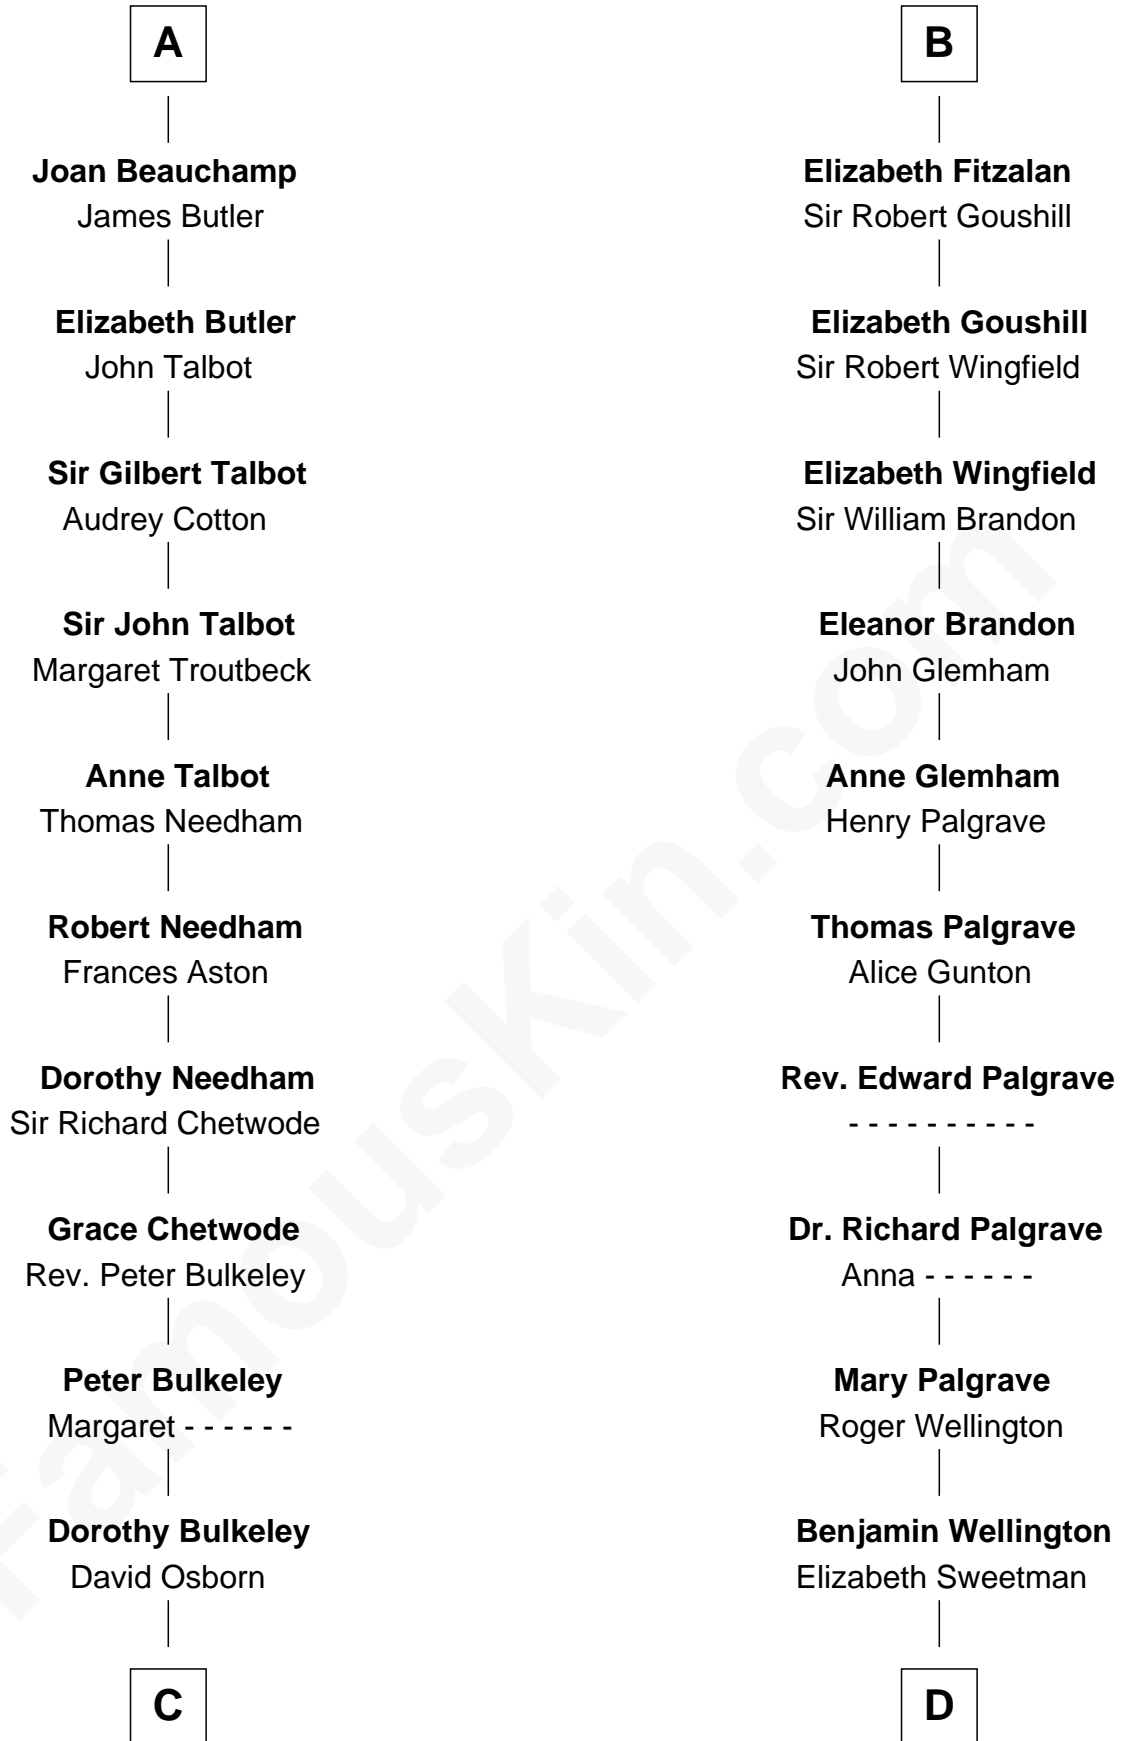 A
Joan Beauchamp
James Butler
Elizabeth Butler
John Talbot
Sir Gilbert Talbot
Audrey Cotton
Sir John Talbot
Margaret Troutbeck
Anne Talbot
Thomas Needham
Robert Needham
Frances Aston
Dorothy Needham
Sir Richard Chetwode
Grace Chetwode
Rev. Peter Bulkeley
Peter Bulkeley
Margaret - - - - - -
Dorothy Bulkeley
David Osborn
C
B
Elizabeth Fitzalan
Sir Robert Goushill
Elizabeth Goushill
Sir Robert Wingfield
Elizabeth Wingfield
Sir William Brandon
Eleanor Brandon
John Glemham
Anne Glemham
Henry Palgrave
Thomas Palgrave
Alice Gunton
Rev. Edward Palgrave
- - - - - - - - - -
Dr. Richard Palgrave
Anna - - - - - -
Mary Palgrave
Roger Wellington
Benjamin Wellington
Elizabeth Sweetman
D
FamousKin.com